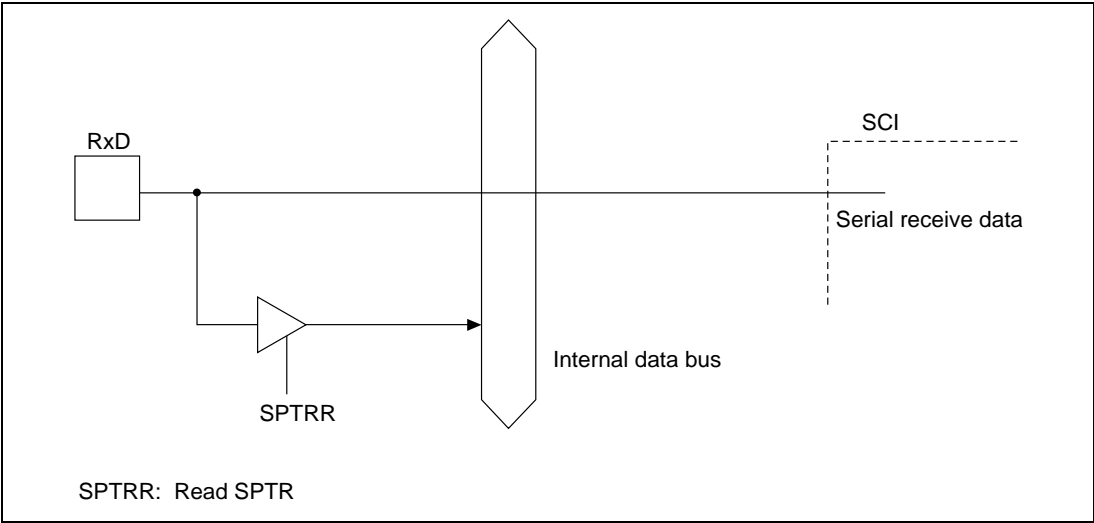 SCI
RxD
Serial receive data
Internal data bus
SPTRR
SPTRR: Read SPTR